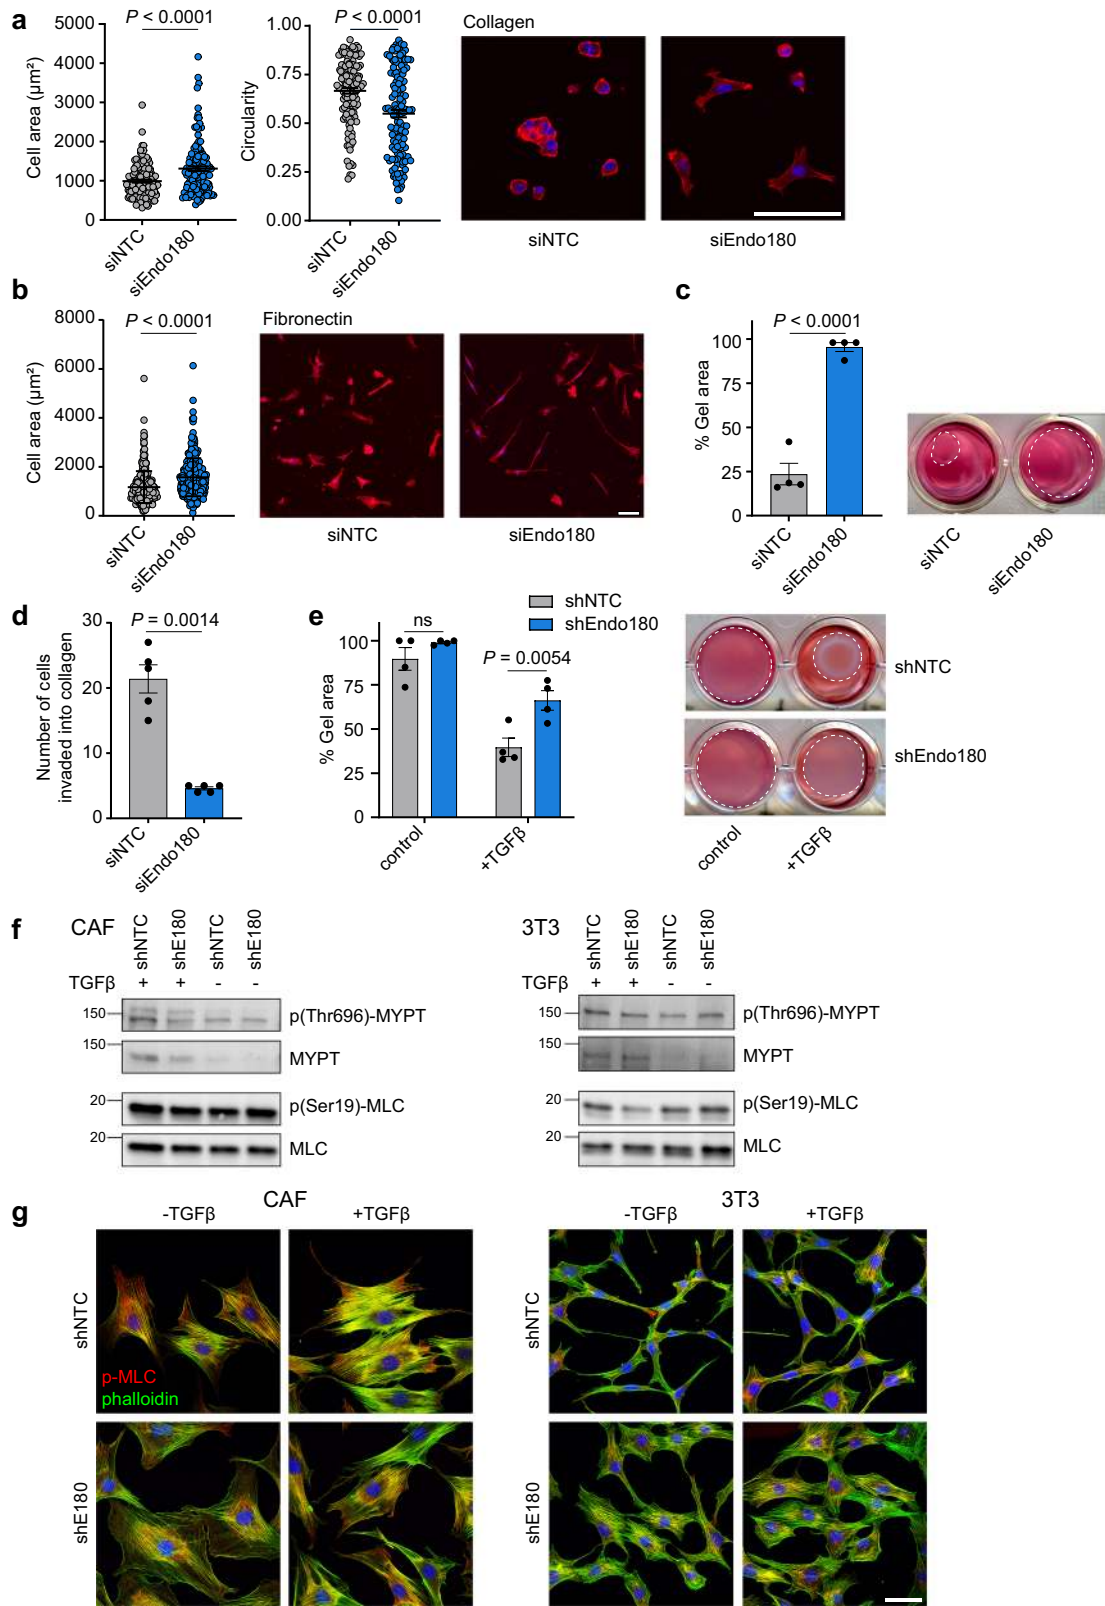 a
P < 0.0001
Cell area (µm²)
5000
4000
3000
2000
1000
0
siNTC
siEndo180
P < 0.0001
Circularity
1.00
0.75
0.50
0.25
0.00
siNTC
siEndo180
Collagen
siNTC
siEndo180
b
P < 0.0001
Cell area (µm²)
8000
6000
4000
2000
0
siNTC
siEndo180
Fibronectin
siNTC
siEndo180
c
P < 0.0001
% Gel area
100
75
50
25
0
siNTC
siEndo180
siNTC
siEndo180
d
P = 0.0014
Number of cells
invaded into collagen
30
20
10
0
siNTC
siEndo180
e
shNTC
shEndo180
ns
P = 0.0054
% Gel area
100
75
50
25
0
control
+TGFβ
shNTC
shEndo180
control
+TGFβ
f
CAF
shNTC
shE180
shNTC
shE180
TGFβ + + - -
150
p(Thr696)-MYPT
150
MYPT
20
p(Ser19)-MLC
20
MLC
3T3
shNTC
shE180
shNTC
shE180
TGFβ + + - -
150
p(Thr696)-MYPT
150
MYPT
20
p(Ser19)-MLC
20
MLC
g
CAF
-TGFβ
+TGFβ
3T3
-TGFβ
+TGFβ
shNTC
p-MLC
phalloidin
shE180
shNTC
shE180